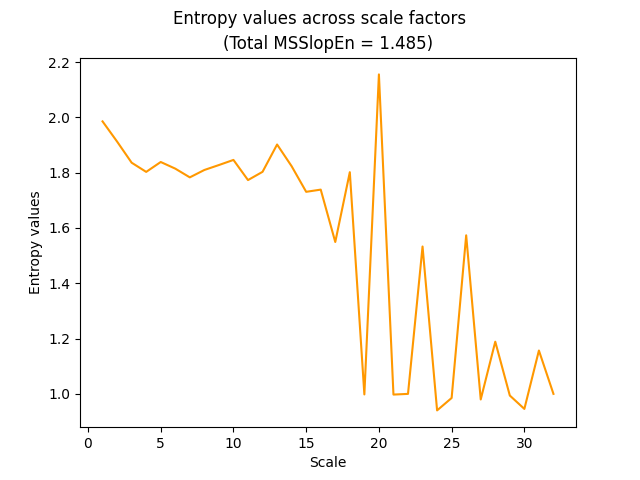 Entropy values across scale factors
(Total MSSlopEn = 1.485)
2.2
2.0
1.8
1.6
1.4
1.2
1.0
Entropy values
0 5 10 15 20 25 30
Scale